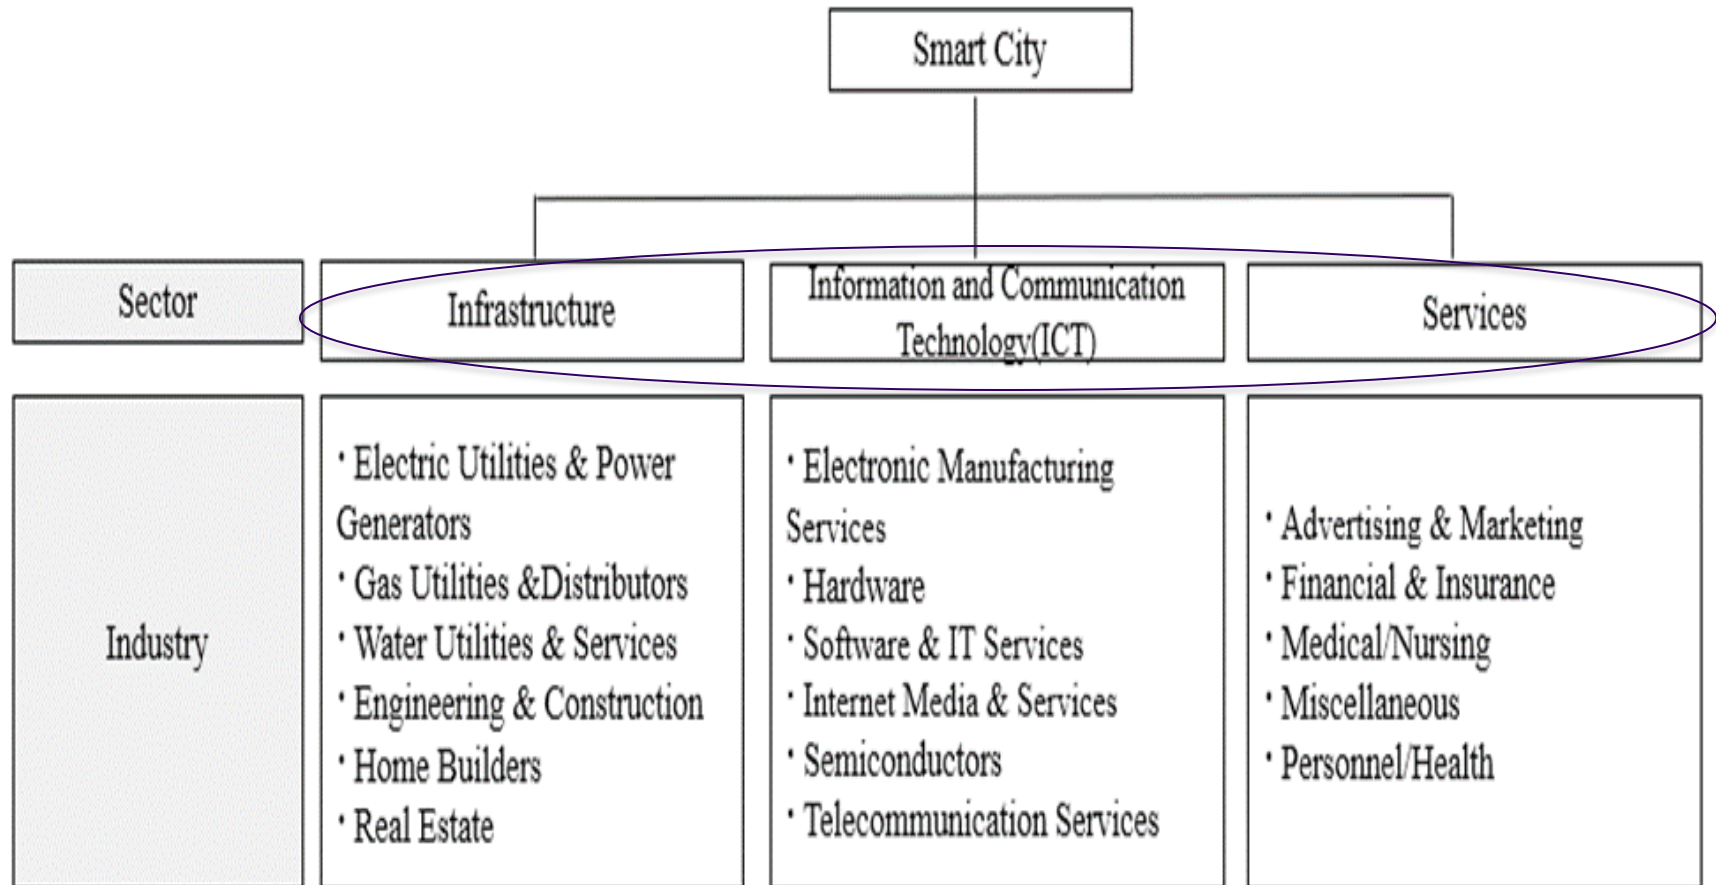 Smart City
Sector
Infrastructure
Information and Communication
Technology(ICT)
Services
Industry
· Electric Utilities & Power
Generators
· Gas Utilities &Distributors
· Water Utilities & Services
· Engineering & Construction
· Home Builders
· Real Estate
· Electronic Manufacturing
Services
· Hardware
· Software & IT Services
· Internet Media & Services
· Semiconductors
· Telecommunication Services
· Advertising & Marketing
· Financial & Insurance
· Medical/Nursing
· Miscellaneous
· Personnel/Health